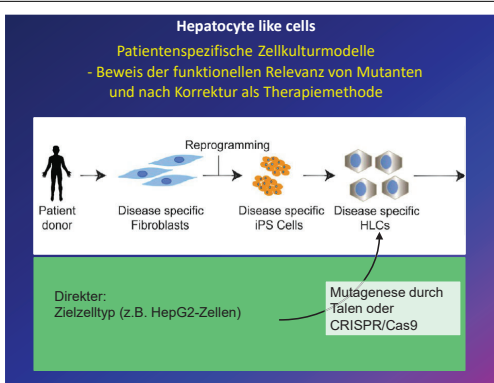 Hepatocyte like cells
Patientenspezifische Zellkulturmodelle
- Beweis der funktionellen Relevanz von Mutanten
und nach Korrektur als Therapiemethode
Reprogramming
Patient
donor
Disease specific
Fibroblasts
Disease specific
iPS Cells
Disease specific
HLCs
Direkter:
Zielzelltyp (z.B. HepG2-Zellen)
Mutagenese durch
Talen oder
CRISPR/Cas9